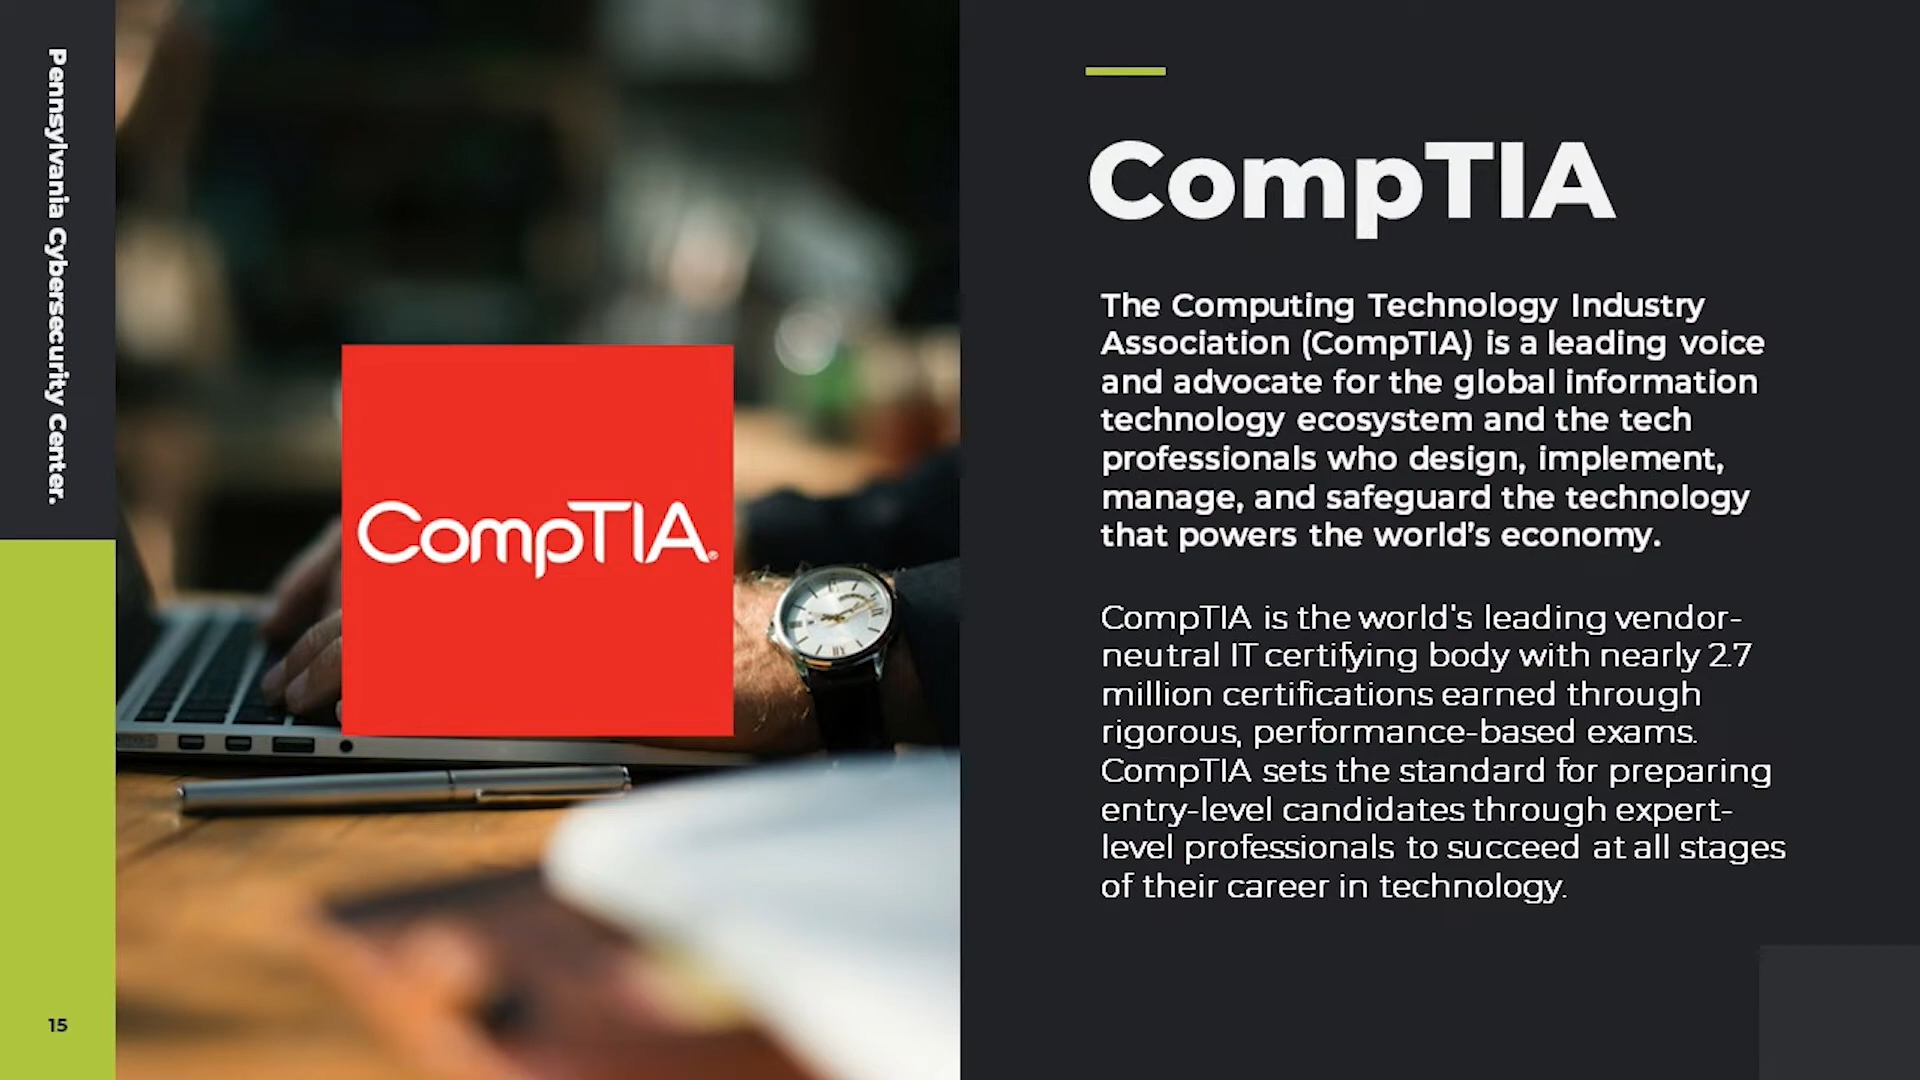 Pennsylvania Cybersecurity Center.
15
CompTIA®
CompTIA
The Computing Technology Industry
Association (CompTIA) is a leading voice
and advocate for the global information
technology ecosystem and the tech
professionals who design, implement,
manage, and safeguard the technology
that powers the world’s economy.
CompTIA is the world's leading vendor-
neutral IT certifying body with nearly 2.7
million certifications earned through
rigorous, performance-based exams.
CompTIA sets the standard for preparing
entry-level candidates through expert-
level professionals to succeed at all stages
of their career in technology.